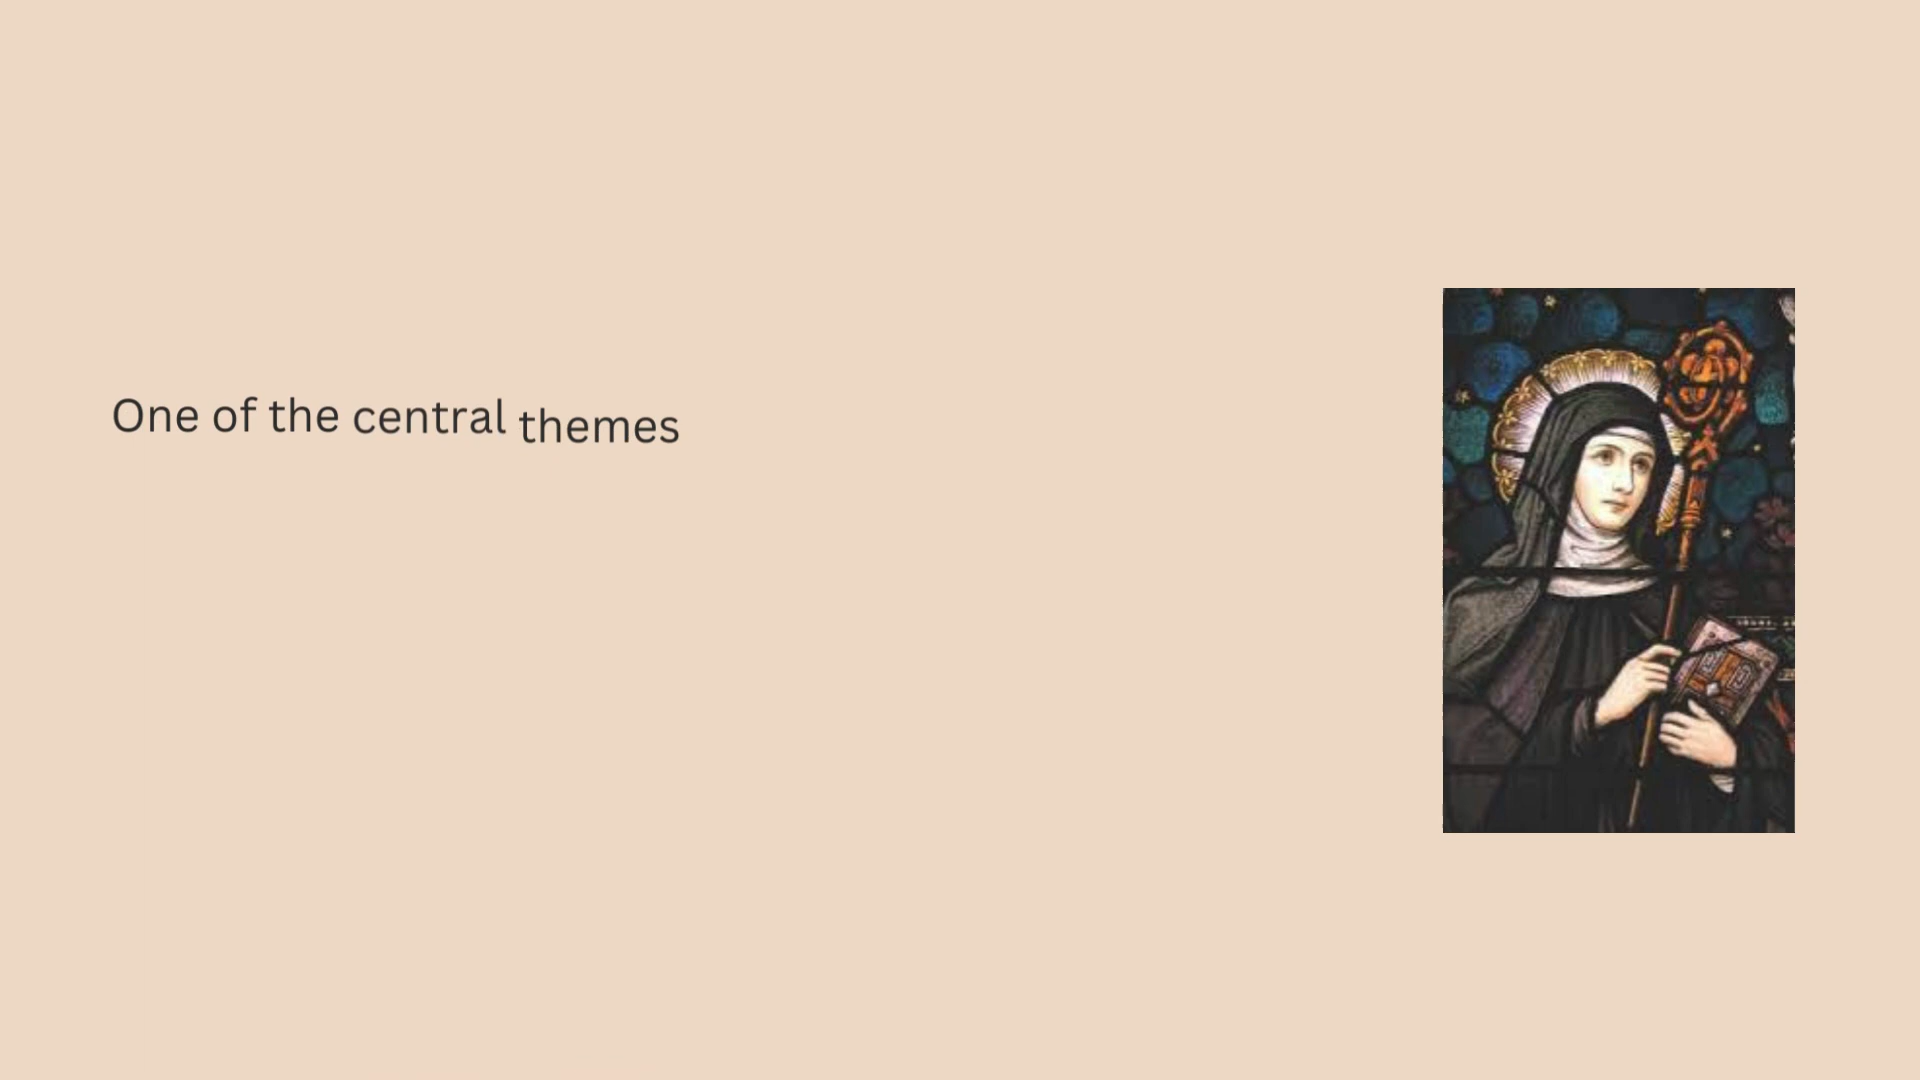 One of the central themes